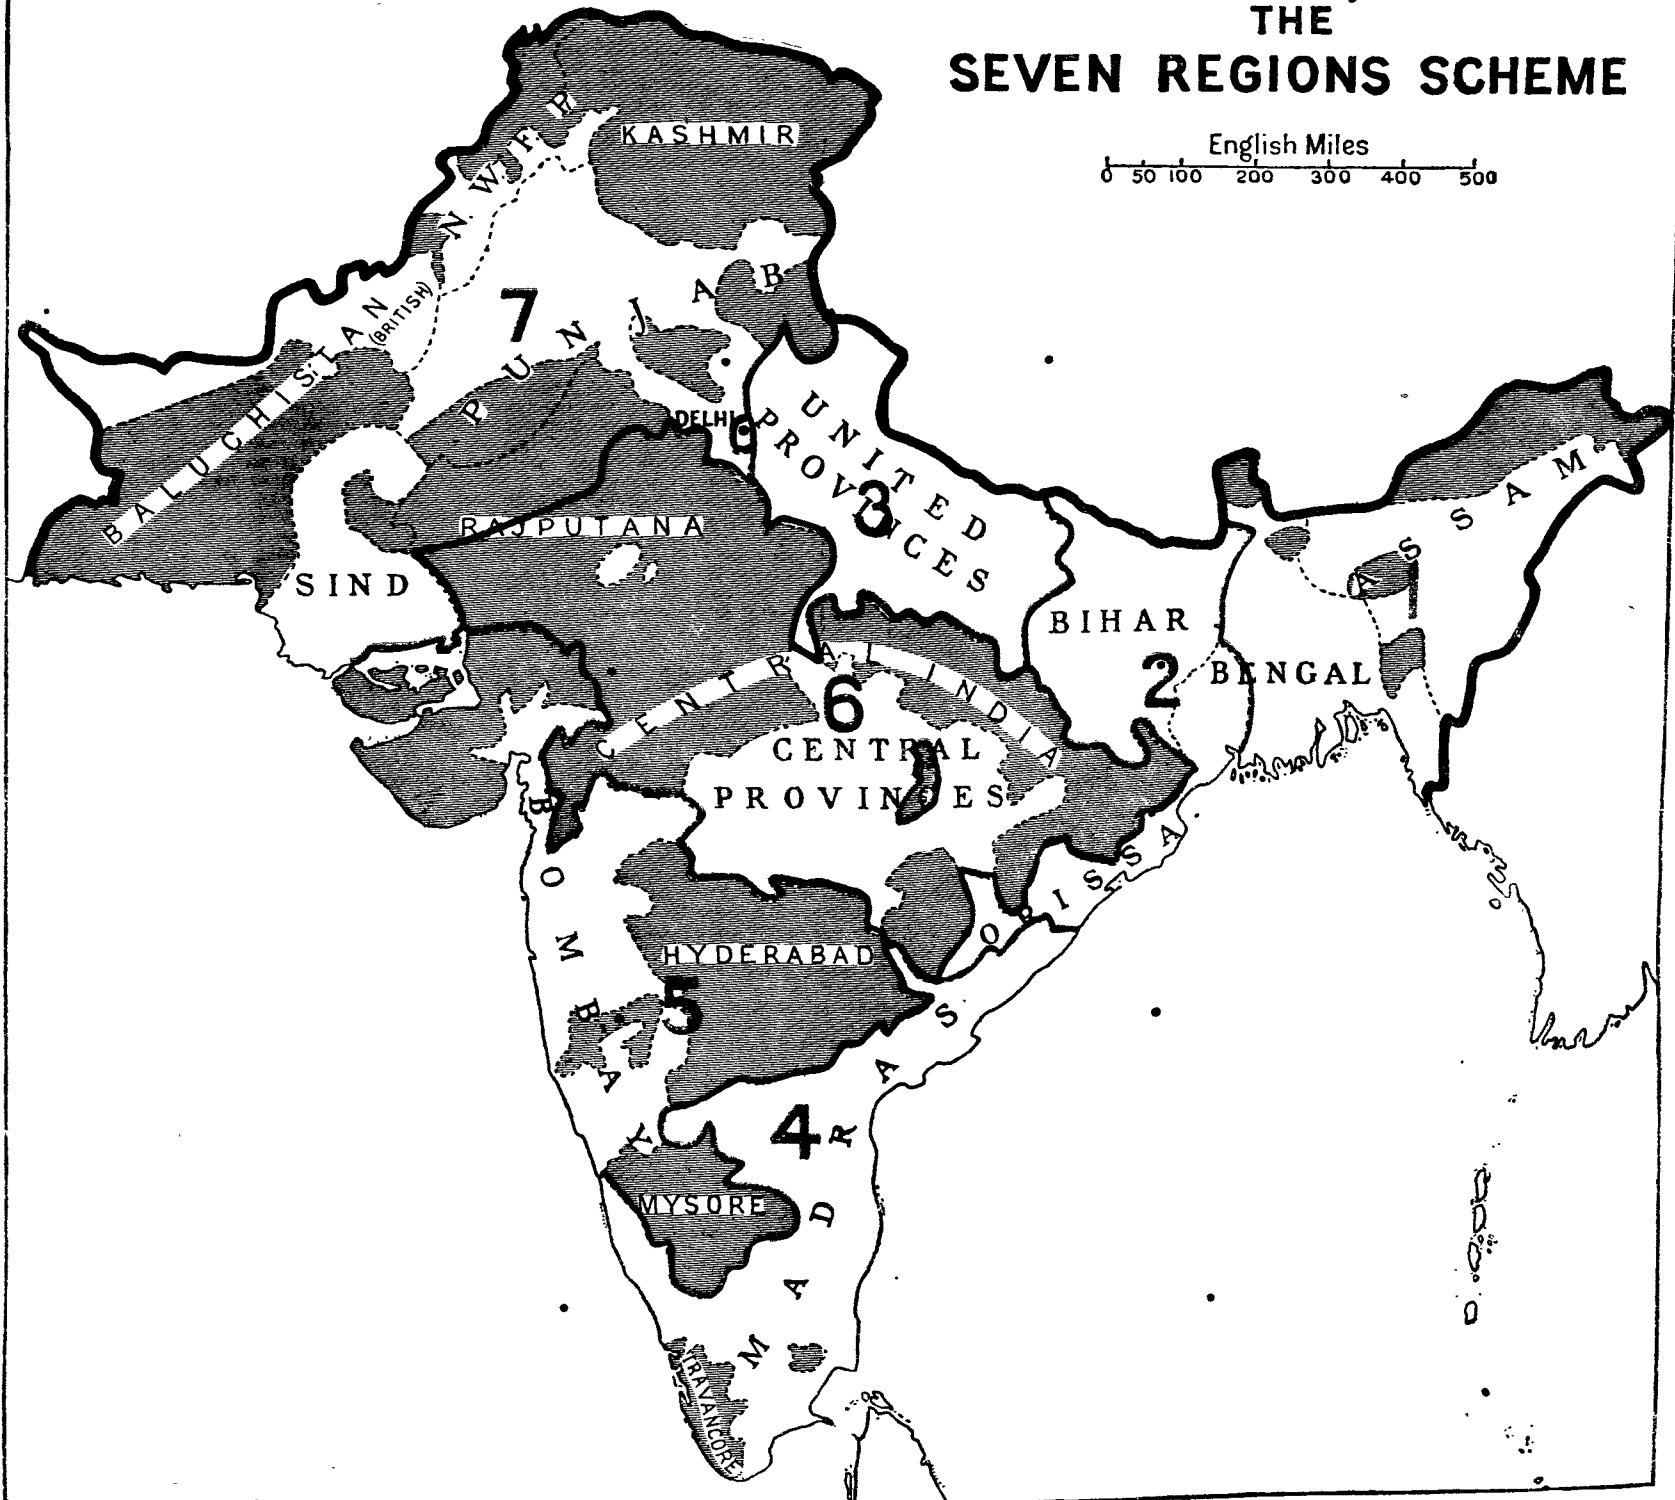 THE
SEVEN REGIONS SCHEME
English Miles
0 50 100 200 300 400 500
KASHMIR
N.W.F.P.
BALUCHISTAN
(BRITISH)
7
PUNJAB
DELHI
UNITED
PROVINCES
3
RAJPUTANA
SIND
ASSAM
1
BIHAR
2
BENGAL
CENTRAL INDIA
6
CENTRAL
PROVINCES
ORISSA
BOMBAY
HYDERABAD
5
4
MADRAS
MYSORE
TRAVANCORE